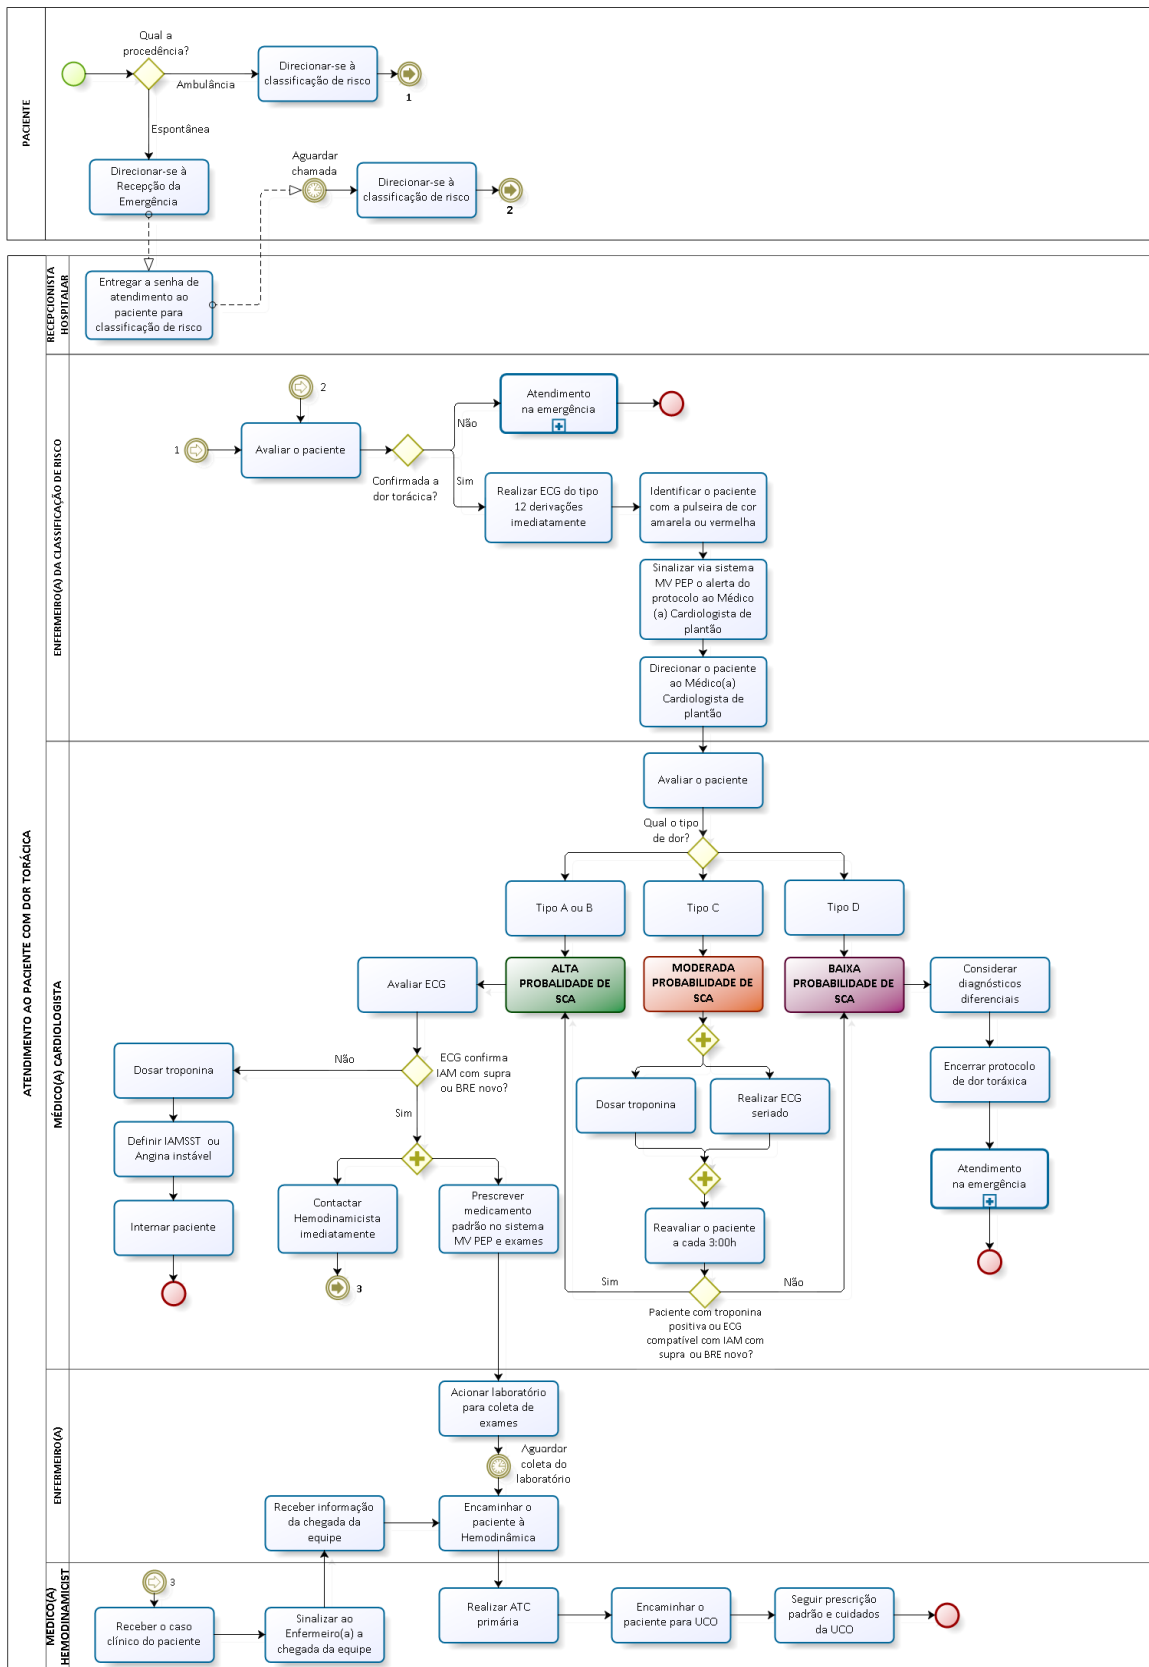 PACIENTE
Qual a
procedência?
Ambulância
Direcionar-se à
classificação de risco
1
Espontânea
Direcionar-se à
Recepção da
Emergência
Aguardar
chamada
Direcionar-se à
classificação de risco
2
ATENDIMENTO AO PACIENTE COM DOR TORÁCICA
RECEPCIONISTA
HOSPITALAR
Entregar a senha de
atendimento ao
paciente para
classificação de risco
ENFERMEIRO(A) DA CLASSIFICAÇÃO DE RISCO
2
1
Avaliar o paciente
Confirmada a
dor torácica?
Não
Atendimento
na emergência
Sim
Realizar ECG do tipo
12 derivações
imediatamente
Identificar o paciente
com a pulseira de cor
amarela ou vermelha
Sinalizar via sistema
MV PEP o alerta do
protocolo ao Médico
(a) Cardiologista de
plantão
Direcionar o paciente
ao Médico(a)
Cardiologista de
plantão
MÉDICO(A) CARDIOLOGISTA
Avaliar o paciente
Qual o tipo
de dor?
Tipo A ou B
Tipo C
Tipo D
Avaliar ECG
ALTA
PROBALIDADE DE
SCA
MODERADA
PROBABILIDADE DE
SCA
BAIXA
PROBABILIDADE DE
SCA
Considerar
diagnósticos
diferenciais
Não
ECG confirma
IAM com supra
ou BRE novo?
Sim
Dosar troponina
Definir IAMSST ou
Angina instável
Internar paciente
Contactar
Hemodinamicista
imediatamente
3
Prescrever
medicamento
padrão no sistema
MV PEP e exames
Dosar troponina
Realizar ECG
seriado
Reavaliar o paciente
a cada 3:00h
Sim
Não
Paciente com troponina
positiva ou ECG
compatível com IAM com
supra ou BRE novo?
Encerrar protocolo
de dor toráxica
Atendimento
na emergência
ENFERMEIRO(A)
Acionar laboratório
para coleta de
exames
Aguardar
coleta do
laboratório
Receber informação
da chegada da
equipe
Encaminhar o
paciente à
Hemodinâmica
MÉDICO(A)
HEMODINAMICIST
3
Receber o caso
clínico do paciente
Sinalizar ao
Enfermeiro(a) a
chegada da equipe
Realizar ATC
primária
Encaminhar o
paciente para UCO
Seguir prescrição
padrão e cuidados
da UCO